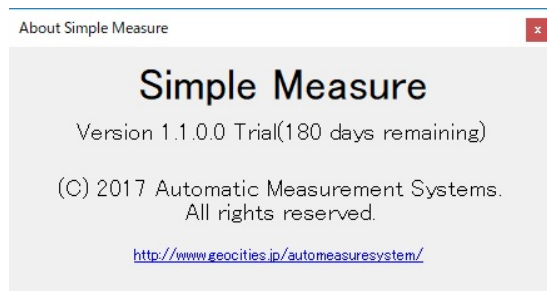 About Simple Measure
x
Simple Measure
Version 1.1.0.0 Trial(180 days remaining)
(C) 2017 Automatic Measurement Systems.
All rights reserved.
http://www.geocities.jp/automeasuresystem/